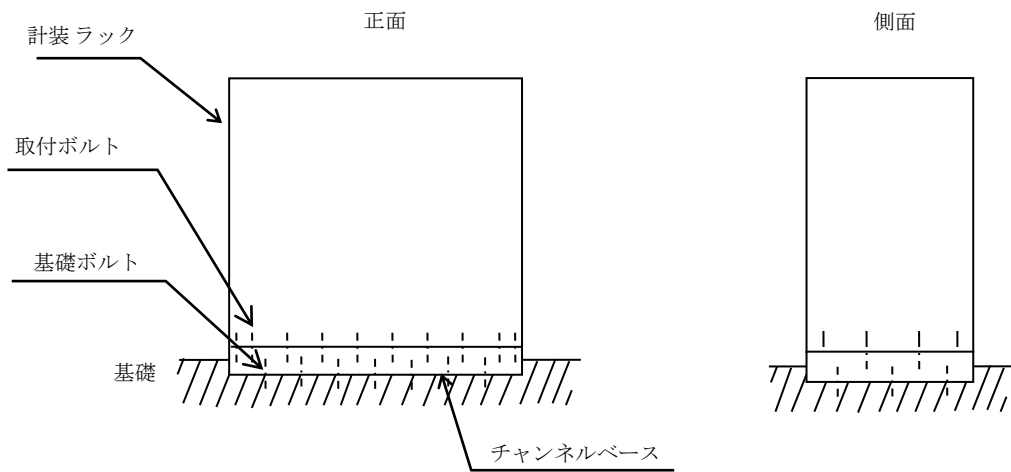 正面
側面
計装 ラック
取付ボルト
基礎ボルト
基礎
チャンネルベース